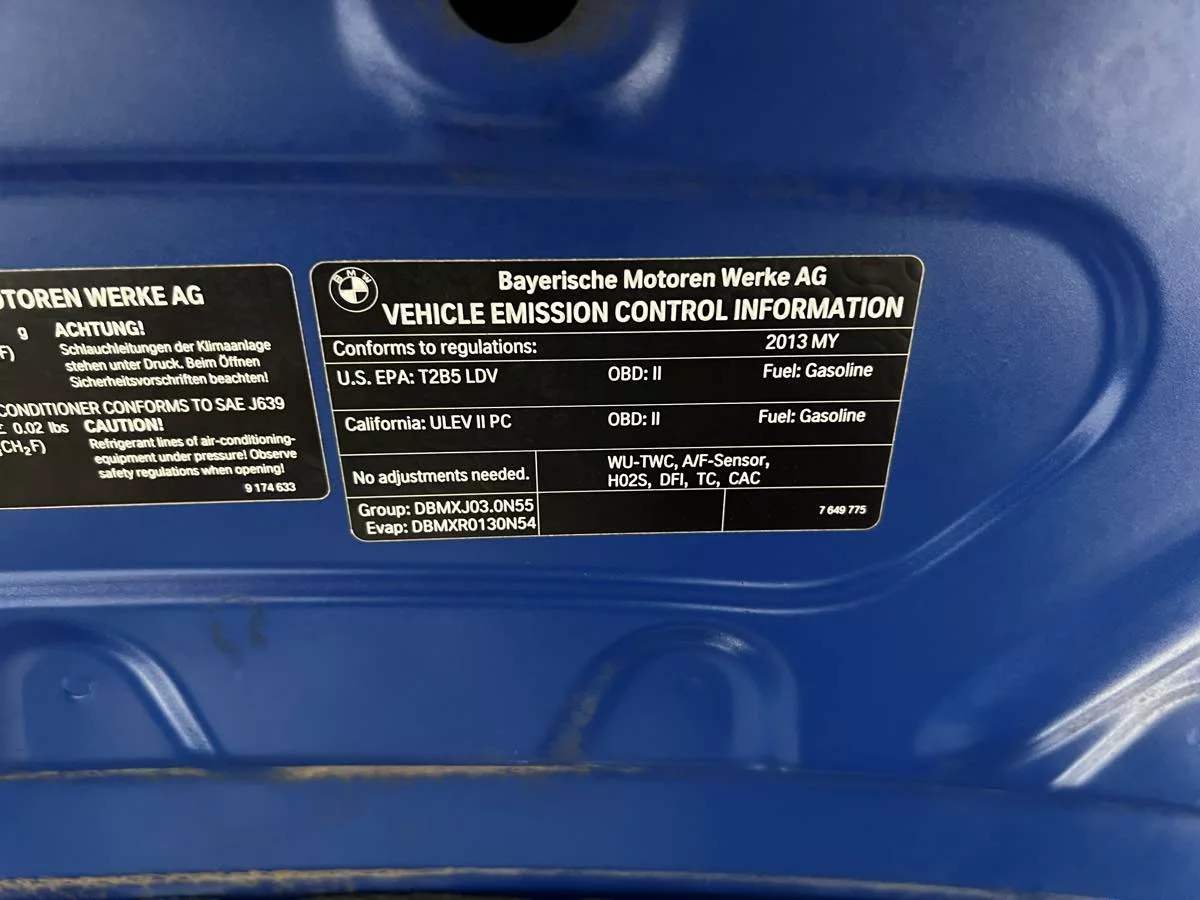 OTOREN WERKE AG
g ACHTUNG!
F)
Schlauchleitungen der Klimaanlage
stehen unter Druck. Beim Öffnen
Sicherheitsvorschriften beachten!
CONDITIONER CONFORMS TO SAE J639
± 0.02 lbs CAUTION!
CH₂F)
Refrigerant lines of air-conditioning-
equipment under pressure! Observe
safety regulations when opening!
9 174 633
BMW
Bayerische Motoren Werke AG
VEHICLE EMISSION CONTROL INFORMATION
Conforms to regulations: 2013 MY
U.S. EPA: T2B5 LDV OBD: II Fuel: Gasoline
California: ULEV II PC OBD: II Fuel: Gasoline
No adjustments needed.
WU-TWC, A/F-Sensor,
H02S, DFI, TC, CAC
Group: DBMXJ03.0N55
Evap: DBMXR0130N54
7 649 775